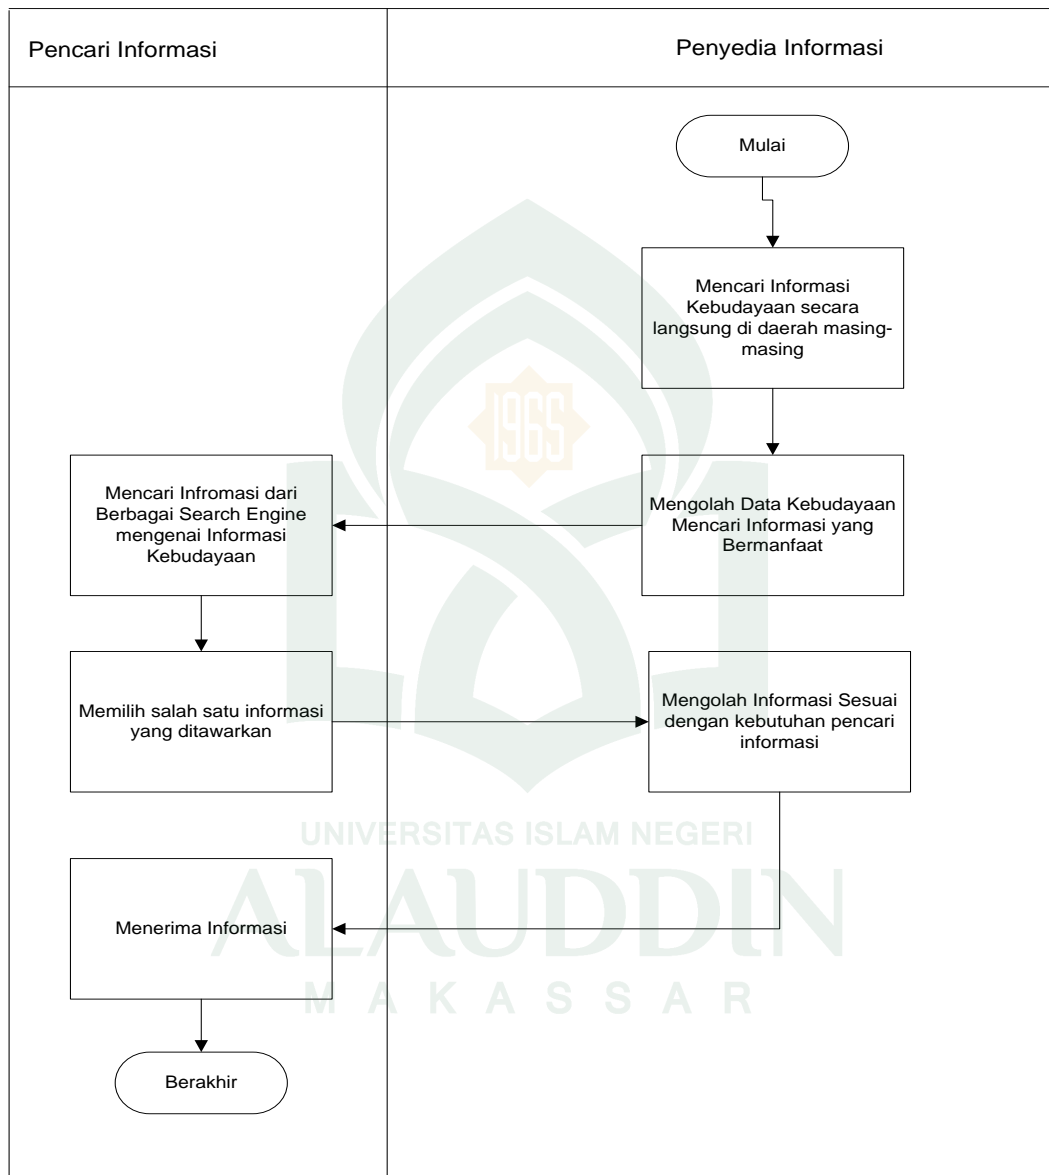 Pencari Informasi
Penyedia Informasi
Mulai
Mencari Informasi
Kebudayaan secara
langsung di daerah masing-
masing
Mengolah Data Kebudayaan
Mencari Informasi yang
Bermanfaat
Mencari Infromasi dari
Berbagai Search Engine
mengenai Informasi
Kebudayaan
Memilih salah satu informasi
yang ditawarkan
Mengolah Informasi Sesuai
dengan kebutuhan pencari
informasi
Menerima Informasi
Berakhir
1965
UNIVERSITAS ISLAM NEGERI
ALAUDDIN
MAKASSAR